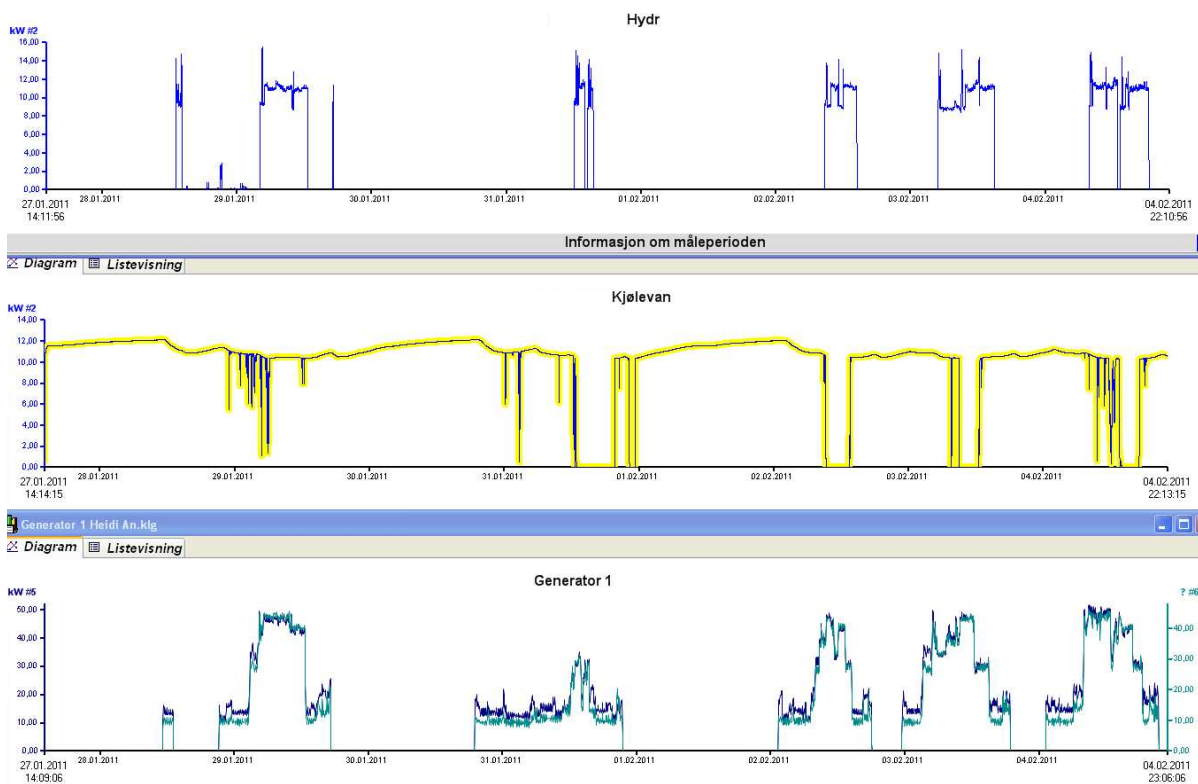 Hydr
kW #2
16,00
14,00
12,00
10,00
8,00
6,00
4,00
2,00
0,00
28.01.2011 29.01.2011 30.01.2011 31.01.2011 01.02.2011 02.02.2011 03.02.2011 04.02.2011
27.01.2011 04.02.2011
14:11:56 22:10:56
Informasjon om måleperioden
Diagram Listevisning
Kjølevan
kW #2
14,00
12,00
10,00
8,00
6,00
4,00
2,00
0,00
28.01.2011 29.01.2011 30.01.2011 31.01.2011 01.02.2011 02.02.2011 03.02.2011 04.02.2011
27.01.2011 04.02.2011
14:14:15 22:13:15
Generator 1 Heidi An.klg
Diagram Listevisning
Generator 1
kW #5 ? #6
50,00
40,00 40,00
30,00 30,00
20,00 20,00
10,00 10,00
0,00 0,00
28.01.2011 29.01.2011 30.01.2011 31.01.2011 01.02.2011 02.02.2011 03.02.2011 04.02.2011
27.01.2011 04.02.2011
14:09:06 23:06:06